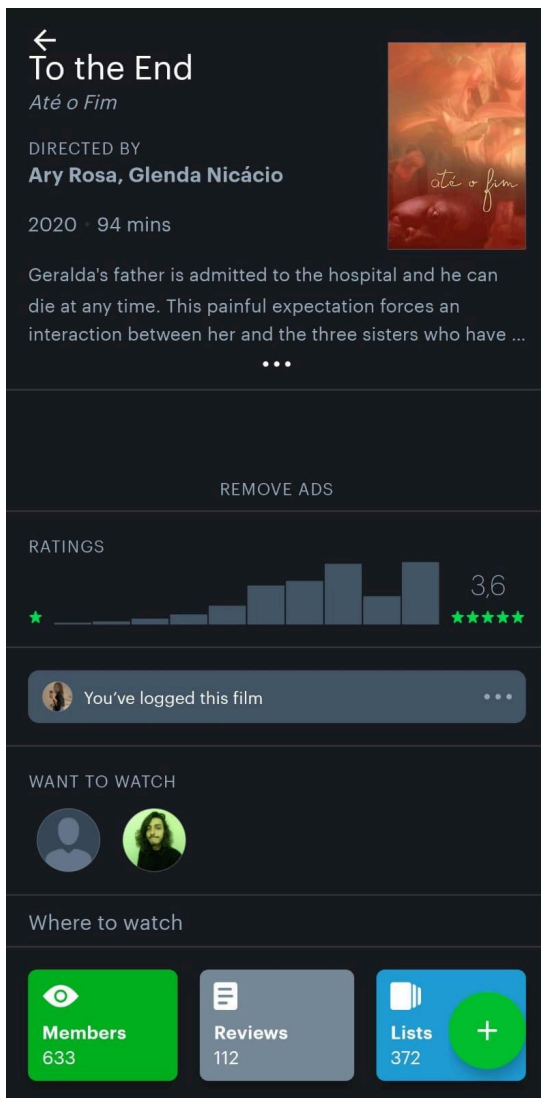 To the End
Até o Fim
DIRECTED BY
Ary Rosa, Glenda Nicácio
2020 · 94 mins
até o fim
Geralda's father is admitted to the hospital and he can
die at any time. This painful expectation forces an
interaction between her and the three sisters who have ...
REMOVE ADS
RATINGS
3,6
You've logged this film
WANT TO WATCH
Where to watch
Members
633
Reviews
112
Lists
372